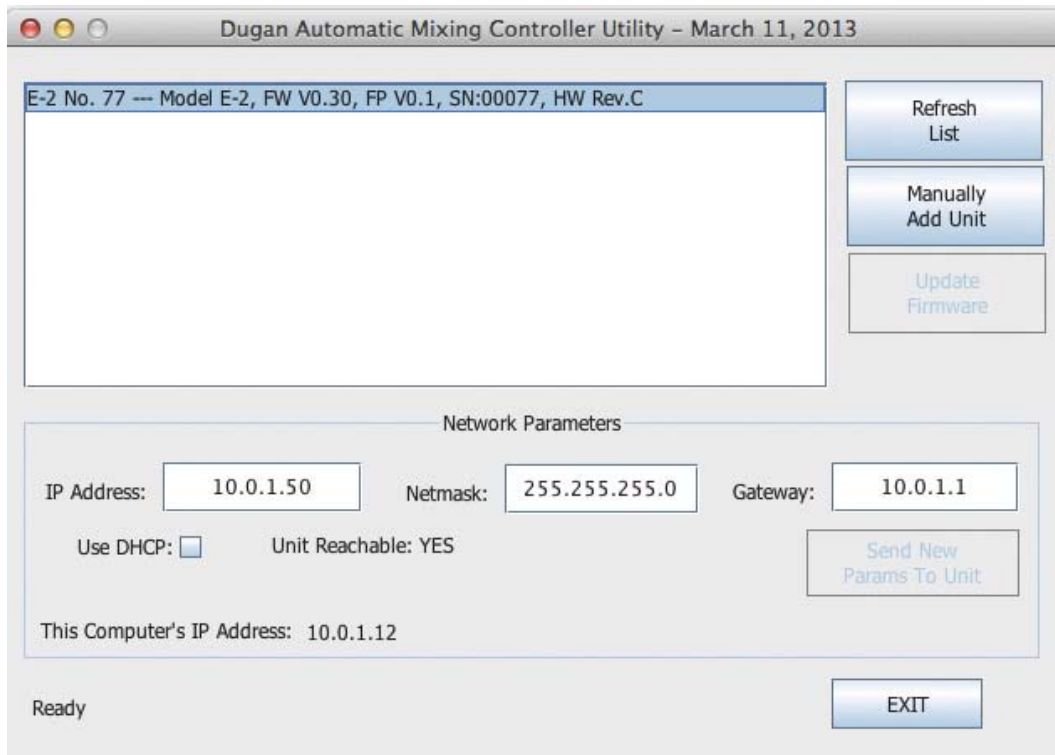 Dugan Automatic Mixing Controller Utility – March 11, 2013
E-2 No. 77 --- Model E-2, FW V0.30, FP V0.1, SN:00077, HW Rev.C
Refresh
List
Manually
Add Unit
Update
Firmware
Network Parameters
IP Address: 10.0.1.50 Netmask: 255.255.255.0 Gateway: 10.0.1.1
Use DHCP: Unit Reachable: YES
Send New
Params To Unit
This Computer's IP Address: 10.0.1.12
Ready
EXIT